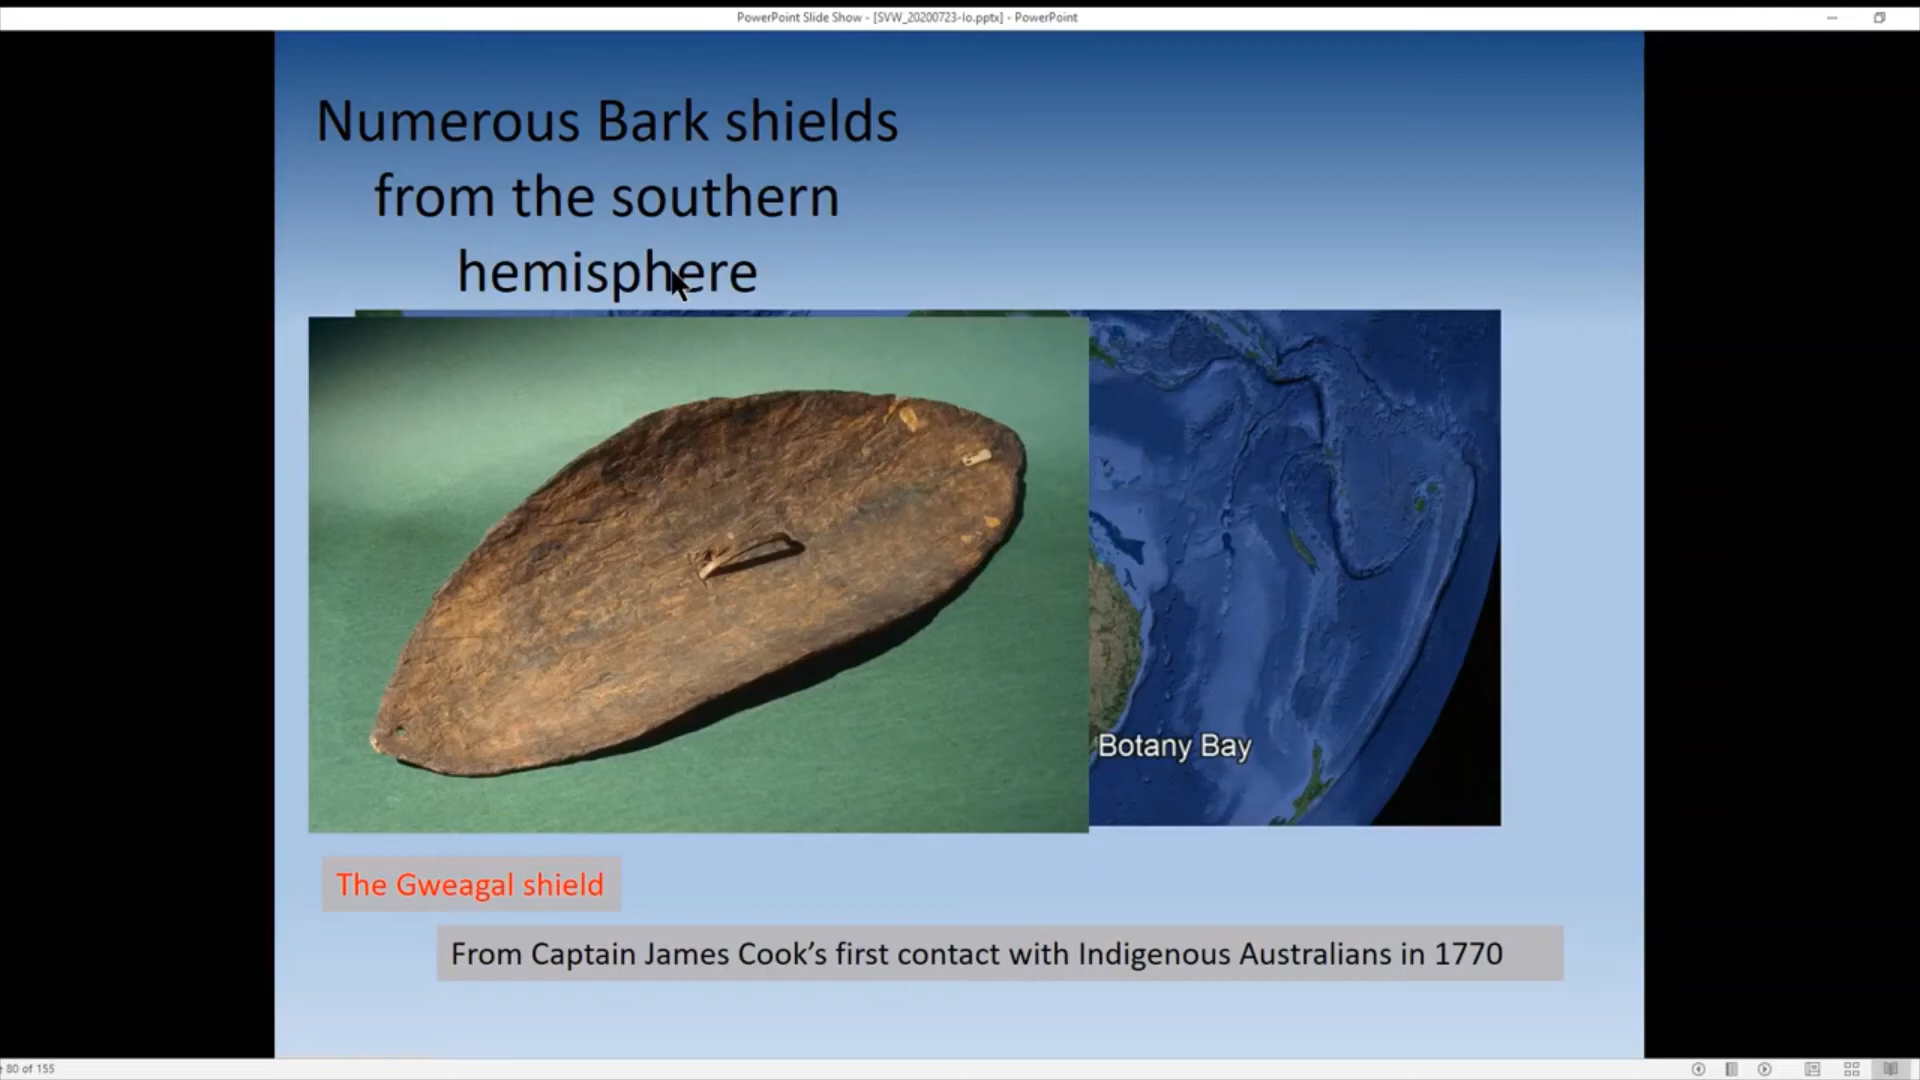 PowerPoint Slide Show - [SVW_20200723-lo.pptx] - PowerPoint
Numerous Bark shields
from the southern
hemisphere
Botany Bay
The Gweagal shield
From Captain James Cook’s first contact with Indigenous Australians in 1770
80 of 155